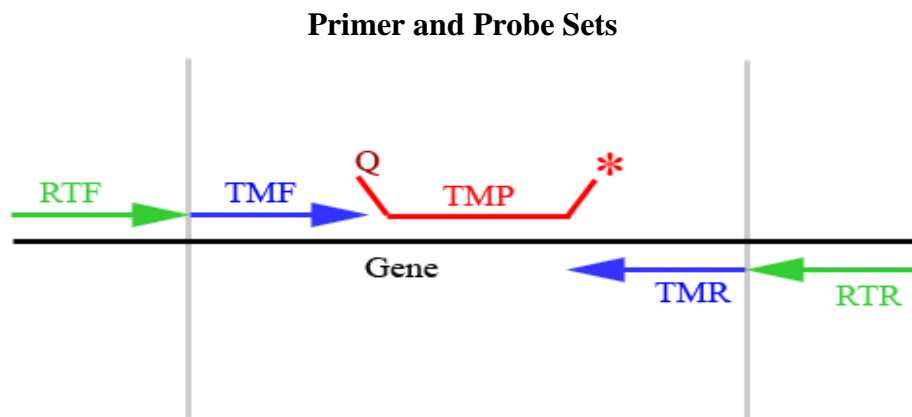 Primer and Probe Sets
Q *
RTF TMF TMP
Gene
TMR RTR